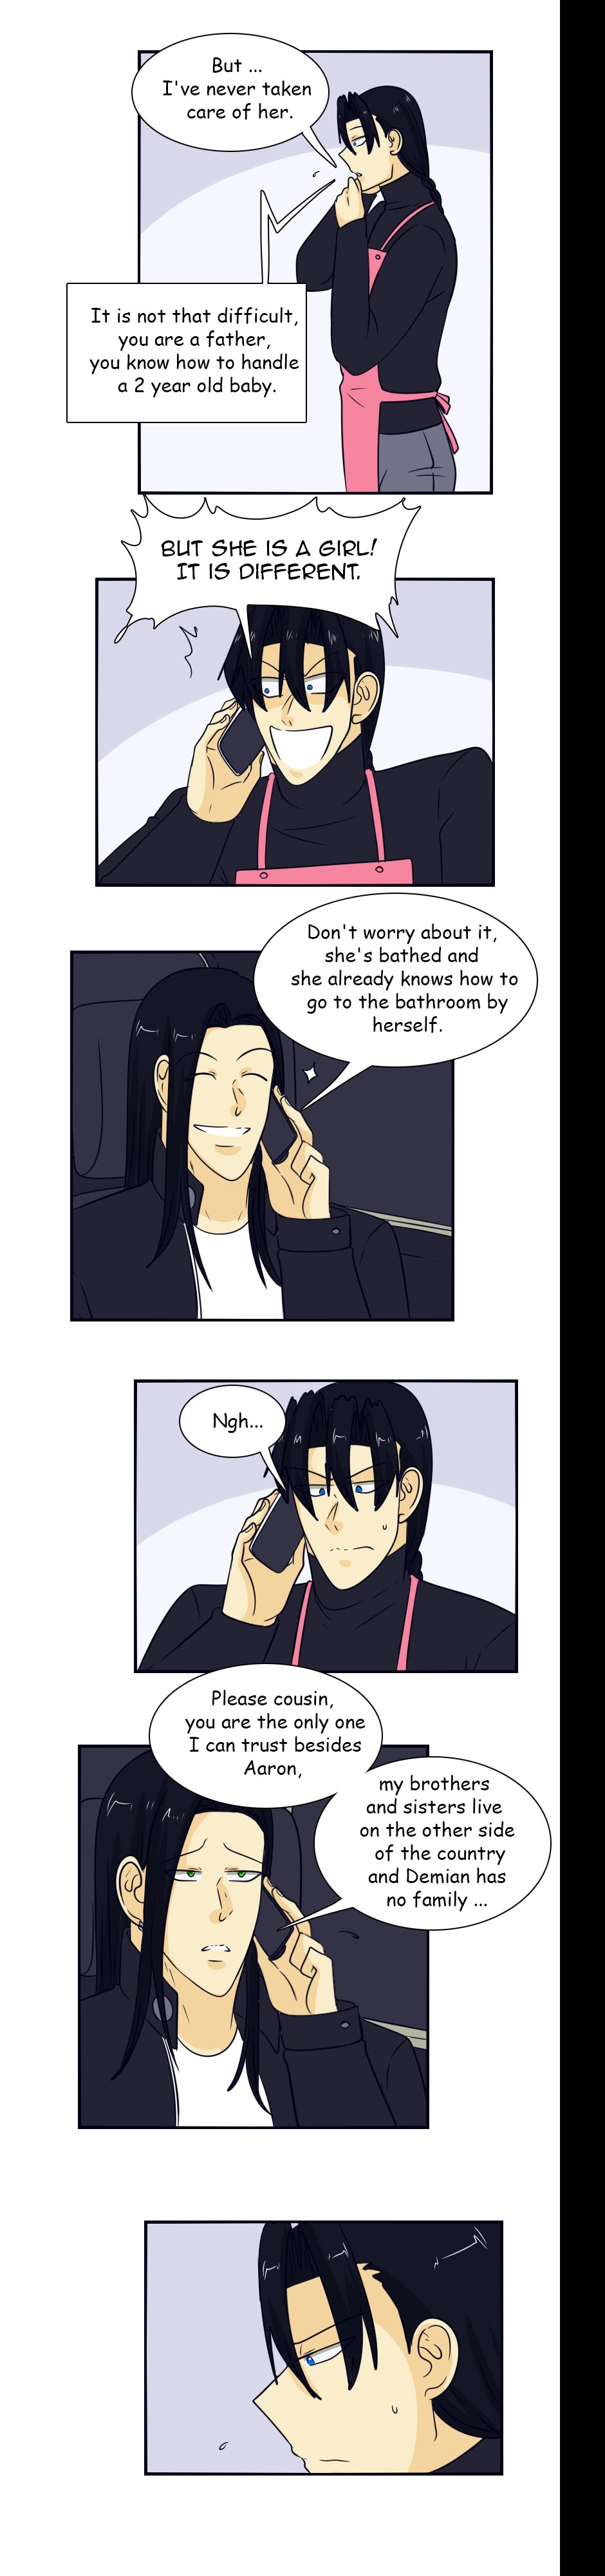 But ...
I've never taken
care of her.
It is not that difficult,
you are a father,
you know how to handle
a 2 year old baby.
BUT SHE IS A GIRL!
IT IS DIFFERENT.
Don't worry about it,
she's bathed and
she already knows how to
go to the bathroom by
herself.
Ngh...
Please cousin,
you are the only one
I can trust besides
Aaron,
my brothers
and sisters live
on the other side
of the country
and Demian has
no family ...